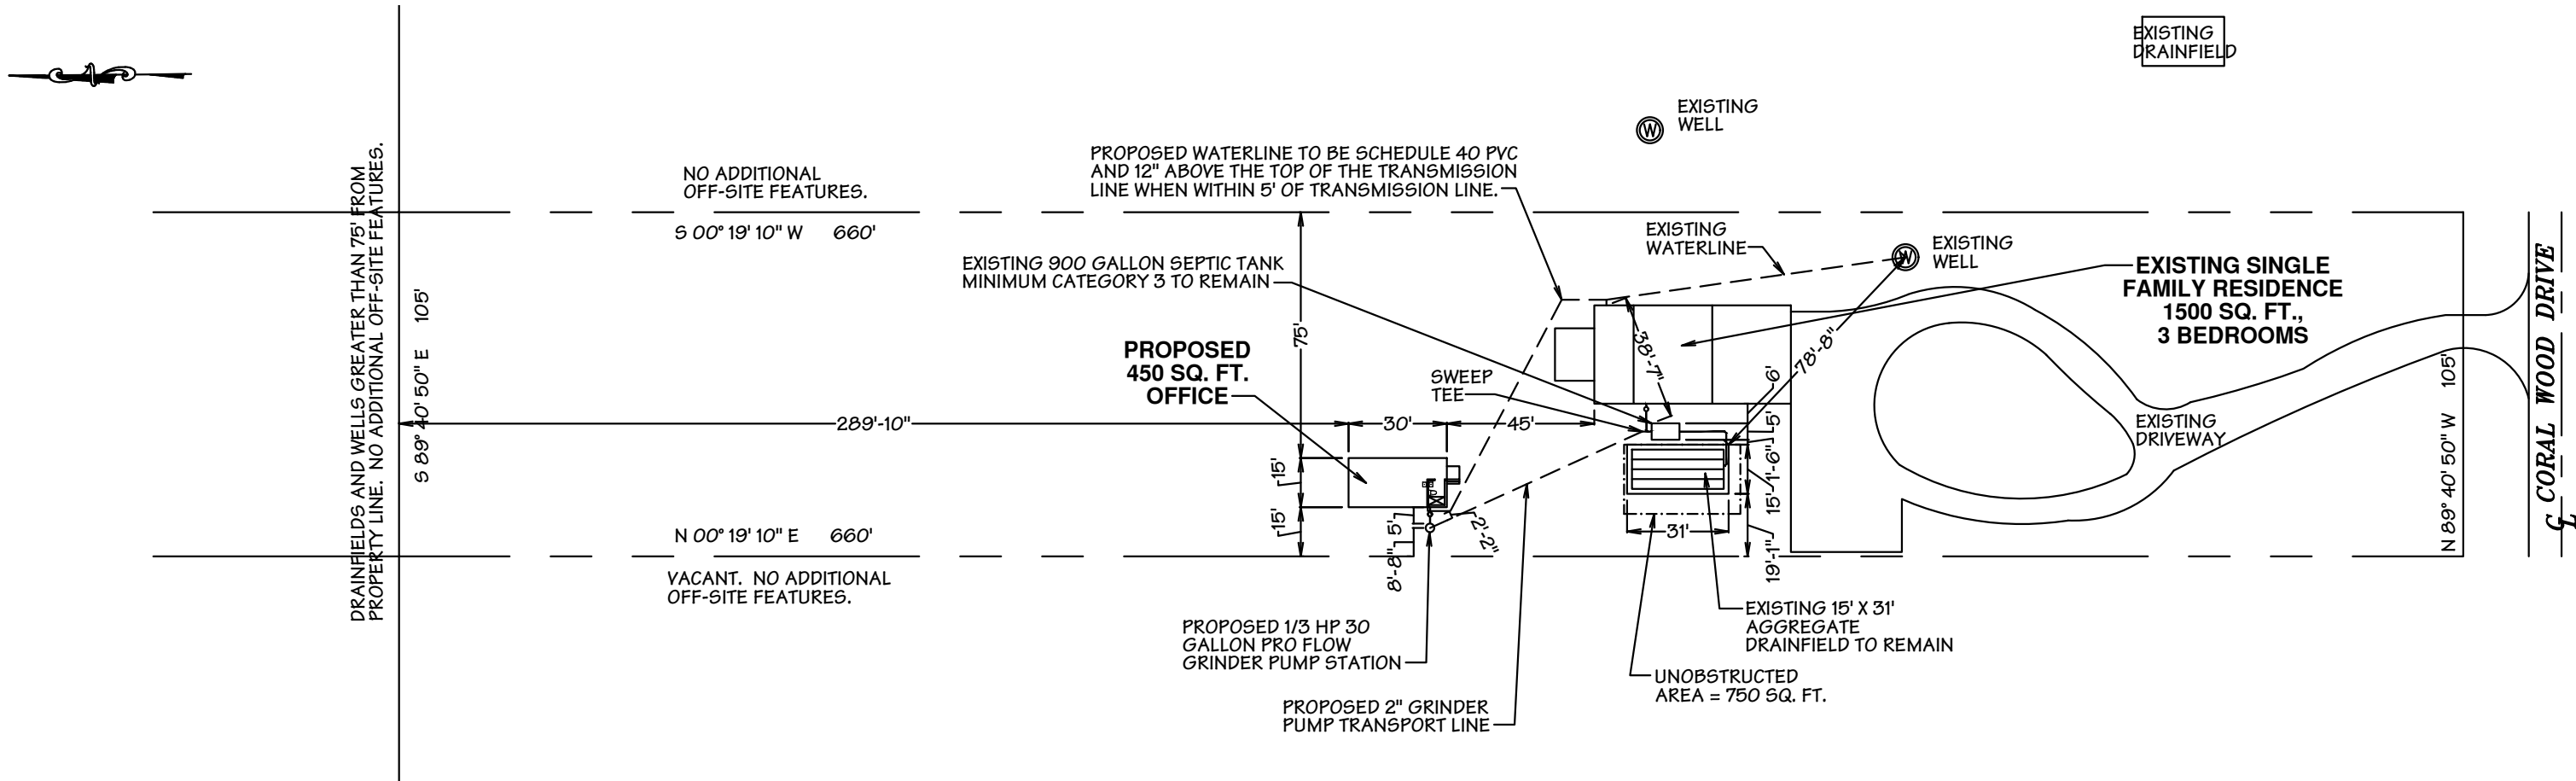 EXISTING
DRAINFIELD
EXISTING
WELL
W
PROPOSED WATERLINE TO BE SCHEDULE 40 PVC
AND 12" ABOVE THE TOP OF THE TRANSMISSION
LINE WHEN WITHIN 5' OF TRANSMISSION LINE.
NO ADDITIONAL
OFF-SITE FEATURES.
S 00° 19' 10" W 660'
DRAINFIELDS AND WELLS GREATER THAN 75' FROM
PROPERTY LINE. NO ADDITIONAL OFF-SITE FEATURES.
S 89° 40' 50" E 105'
EXISTING
WATERLINE
W
EXISTING
WELL
EXISTING 900 GALLON SEPTIC TANK
MINIMUM CATEGORY 3 TO REMAIN
EXISTING SINGLE
FAMILY RESIDENCE
1500 SQ. FT.,
3 BEDROOMS
PROPOSED
450 SQ. FT.
OFFICE
75'
38'-7"
78'-8"
SWEEP
TEE
289'-10"
30'
45'
6'
5'
1'-6"
15'
19'-1"
15'
15'
5'
8'-8"
2'-2"
31'
EXISTING
DRIVEWAY
N 89° 40' 50" W 105'
CL CORAL WOOD DRIVE
N 00° 19' 10" E 660'
VACANT. NO ADDITIONAL
OFF-SITE FEATURES.
PROPOSED 1/3 HP 30
GALLON PRO FLOW
GRINDER PUMP STATION
EXISTING 15' X 31'
AGGREGATE
DRAINFIELD TO REMAIN
UNOBSTRUCTED
AREA = 750 SQ. FT.
PROPOSED 2" GRINDER
PUMP TRANSPORT LINE